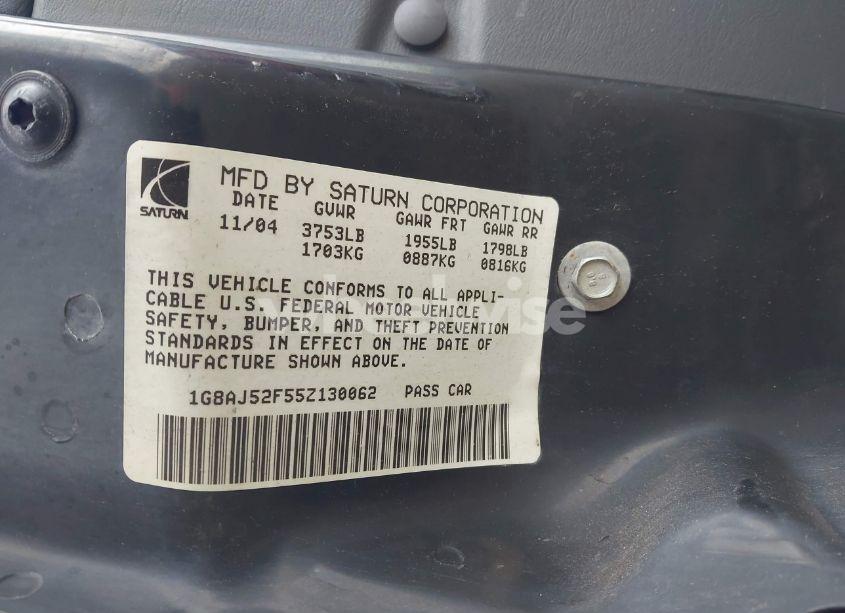 SATURN
MFD BY SATURN CORPORATION
DATE GVWR GAWR FRT GAWR RR
11/04 3753LB 1955LB 1798LB
1703KG 0887KG 0816KG
THIS VEHICLE CONFORMS TO ALL APPLI-
CABLE U.S. FEDERAL MOTOR VEHICLE
SAFETY, BUMPER, AND THEFT PREVENTION
STANDARDS IN EFFECT ON THE DATE OF
MANUFACTURE SHOWN ABOVE.
1G8AJ52F55Z130062 PASS CAR